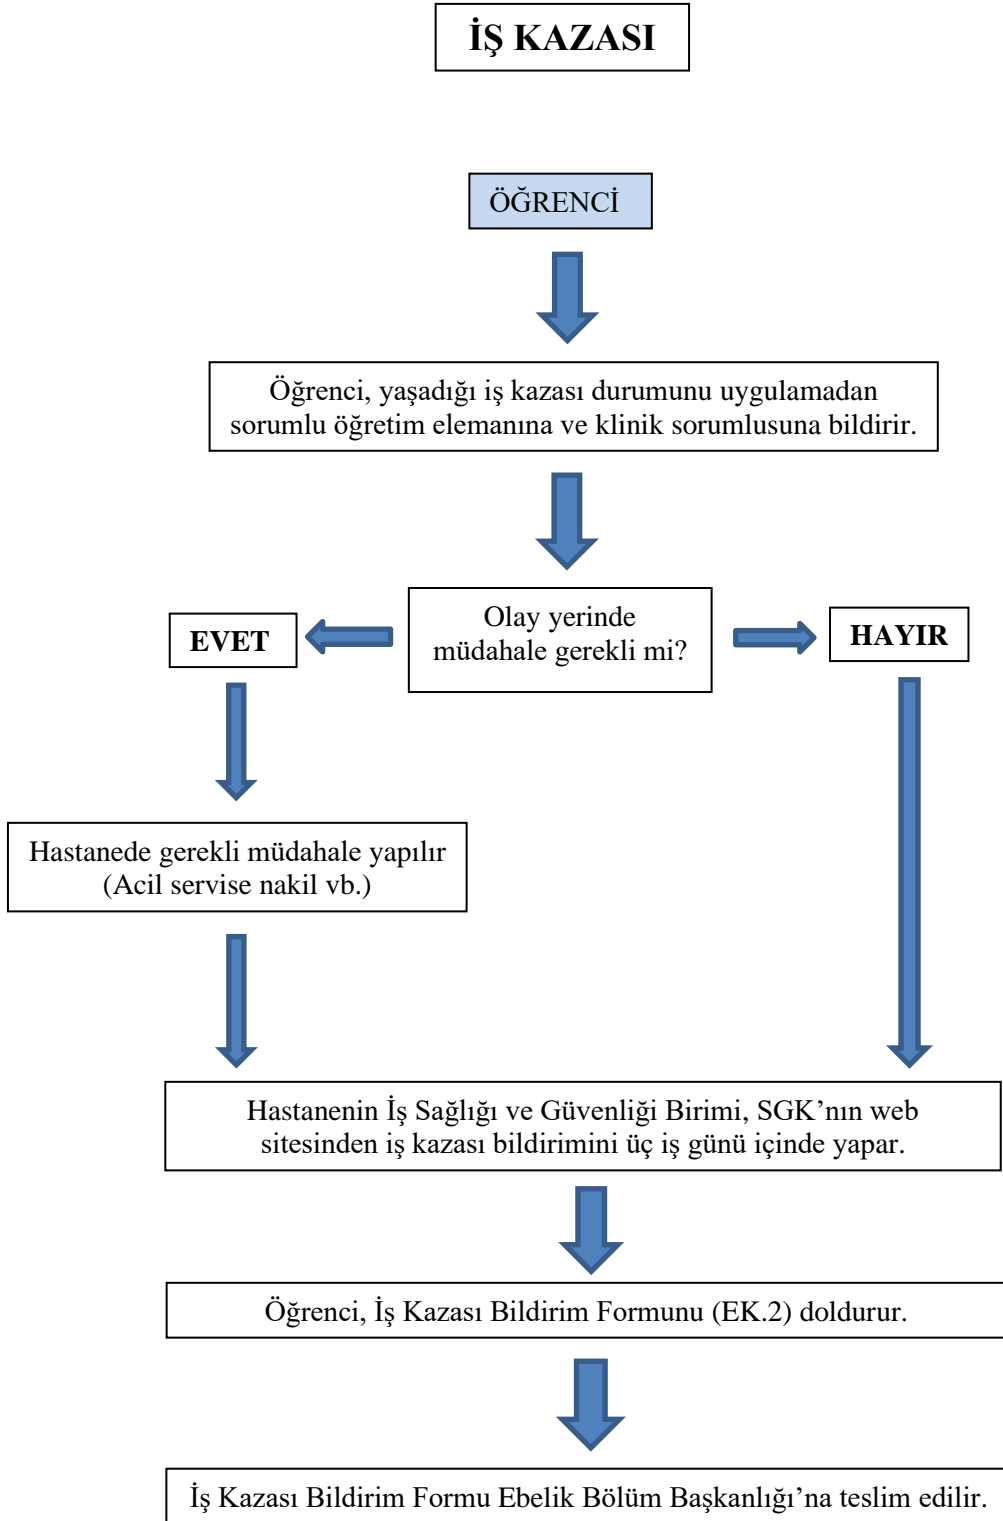 İŞ KAZASI
ÖĞRENCİ
Öğrenci, yaşadığı iş kazası durumunu uygulamadan
sorumlu öğretim elemanına ve klinik sorumlusuna bildirir.
Olay yerinde
müdahale gerekli mi?
EVET
HAYIR
Hastanede gerekli müdahale yapılır
(Acil servise nakil vb.)
Hastanenin İş Sağlığı ve Güvenliği Birimi, SGK’nın web
sitesinden iş kazası bildirimini üç iş günü içinde yapar.
Öğrenci, İş Kazası Bildirim Formunu (EK.2) doldurur.
İş Kazası Bildirim Formu Ebelik Bölüm Başkanlığı’na teslim edilir.